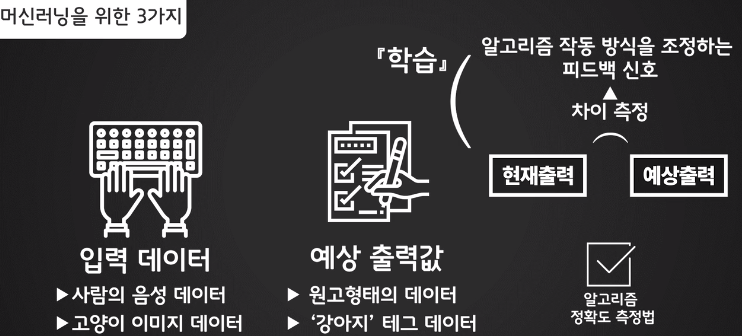 머신러닝을 위한 3가지
『학습』
알고리즘 작동 방식을 조정하는
피드백 신호
차이 측정
현재출력
예상출력
입력 데이터
▶사람의 음성 데이터
▶고양이 이미지 데이터
예상 출력값
▶ 원고형태의 데이터
▶ ‘강아지’ 테그 데이터
알고리즘
정확도 측정법